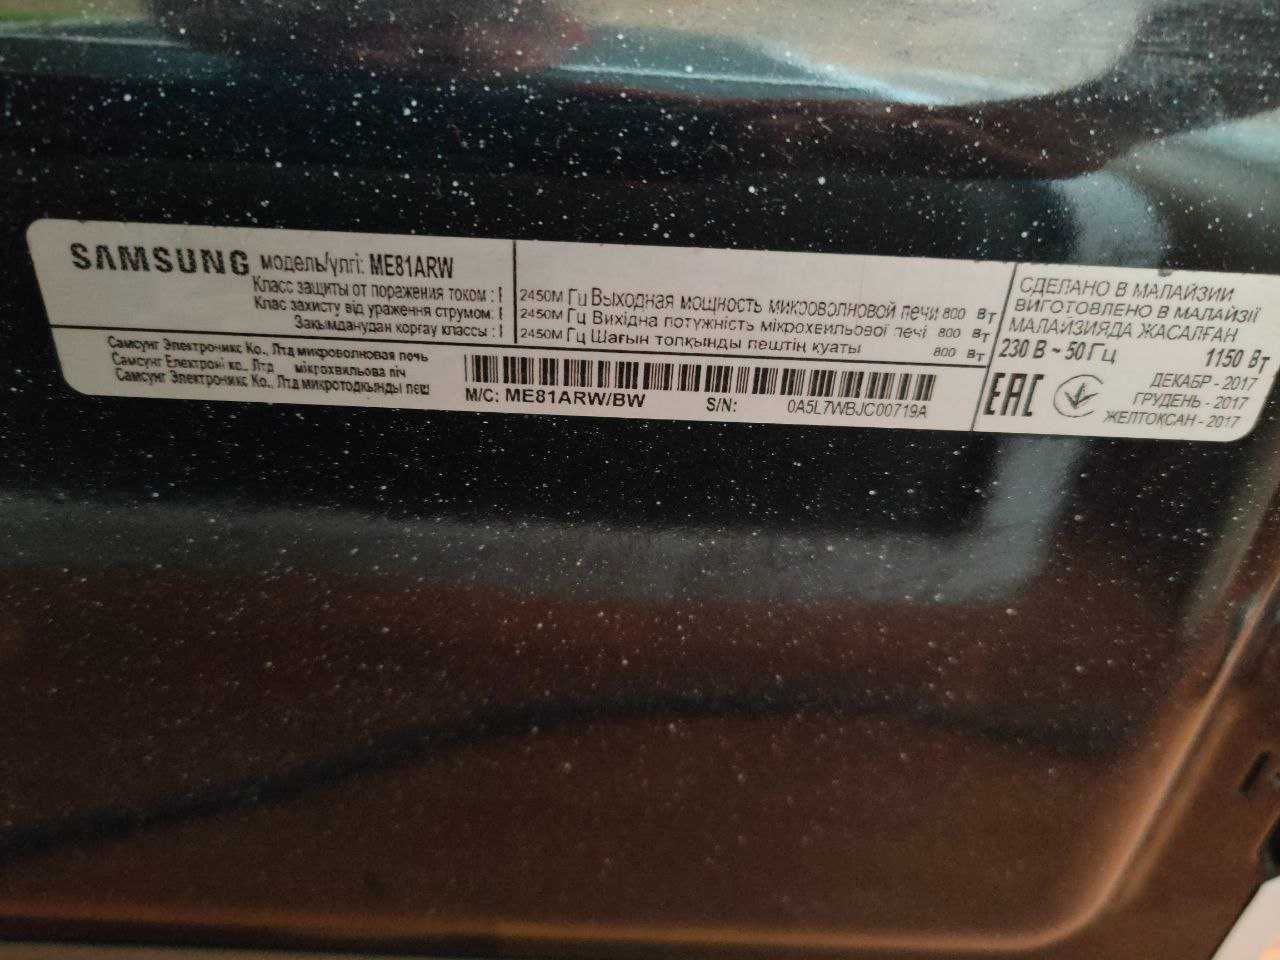 SAMSUNG модель/үлгі: ME81ARW
Класс защиты от поражения током : I
Клас захисту від ураження струмом: I
Зақымданудан қорғау классы : I
2450М Гц Выходная мощность микроволновой печи 800 Вт
2450М Гц Вихідна потужність мікрохвильової печі 800 Вт
2450М Гц Шағын толқынды пештің қуаты 800 Вт
СДЕЛАНО В МАЛАЙЗИИ
ВИГОТОВЛЕНО В МАЛАЙЗІЇ
МАЛАЙЗИЯДА ЖАСАЛҒАН
230 В ~ 50 Гц 1150 Вт
Самсунг Электроникс Ко., Лтд микроволновая печь
Самсунг Електроні кс Ко., Лтд мікрохвильова піч
Самсунг Электроникс Ко., Лтд микротолқынды пеш
M/C: ME81ARW/BW S/N: 0A5L7WBJC00719A
EAC
ДЕКАБР - 2017
ГРУДЕНЬ - 2017
ЖЕЛТОКСАН - 2017